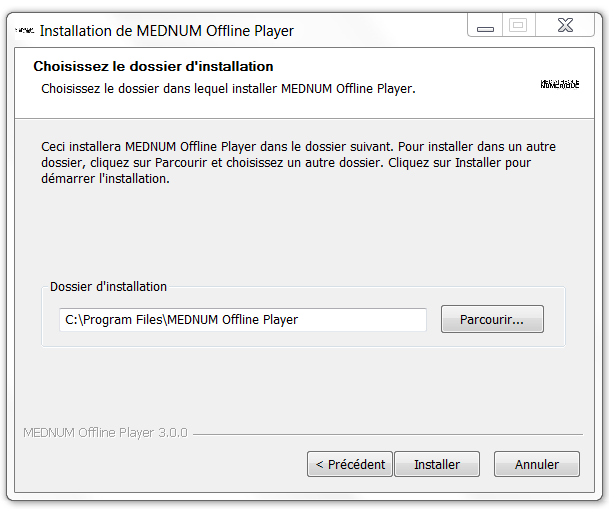 Installation de MEDNUM Offline Player
Choisissez le dossier d'installation
Choisissez le dossier dans lequel installer MEDNUM Offline Player.
Ceci installera MEDNUM Offline Player dans le dossier suivant. Pour installer dans un autre
dossier, cliquez sur Parcourir et choisissez un autre dossier. Cliquez sur Installer pour
démarrer l'installation.
Dossier d'installation
C:\Program Files\MEDNUM Offline Player
Parcourir...
MEDNUM Offline Player 3.0.0
< Précédent
Installer
Annuler